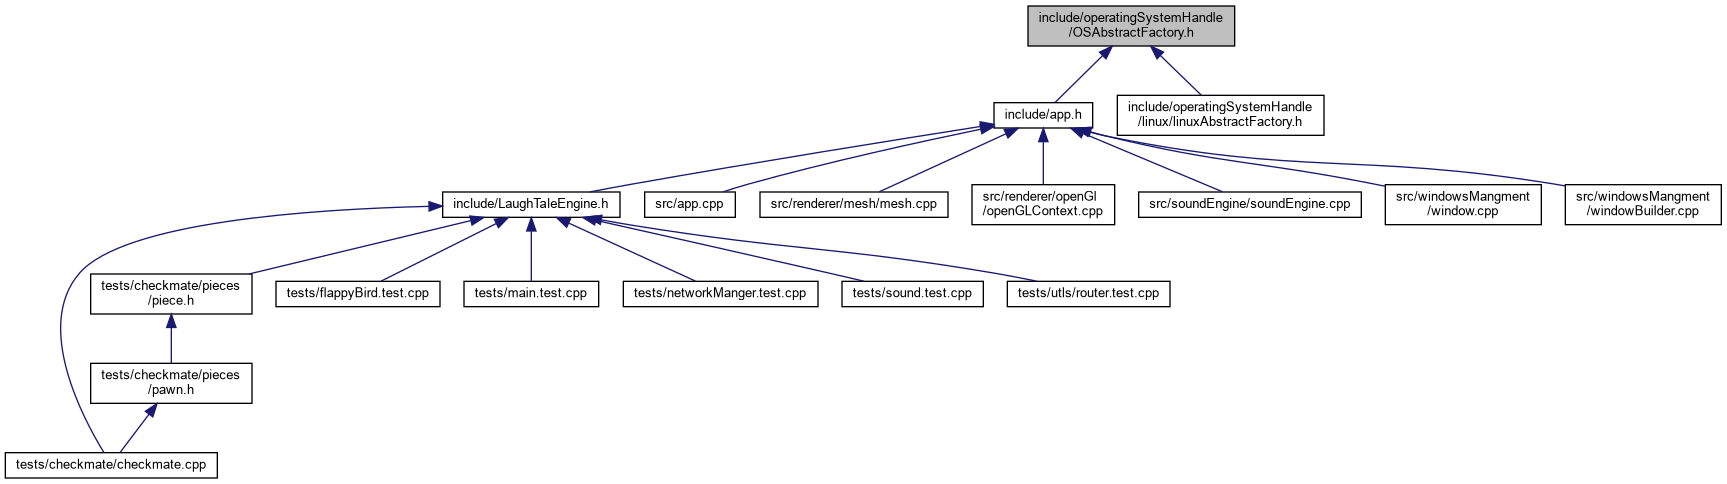 include/operatingSystemHandle
/OSAbstractFactory.h
include/app.h
include/operatingSystemHandle
/linux/linuxAbstractFactory.h
include/LaughTaleEngine.h
src/app.cpp
src/renderer/mesh/mesh.cpp
src/renderer/openGl
/openGLContext.cpp
src/soundEngine/soundEngine.cpp
src/windowsMangment
/window.cpp
src/windowsMangment
/windowBuilder.cpp
tests/checkmate/pieces
/piece.h
tests/flappyBird.test.cpp
tests/main.test.cpp
tests/networkManger.test.cpp
tests/sound.test.cpp
tests/utls/router.test.cpp
tests/checkmate/pieces
/pawn.h
tests/checkmate/checkmate.cpp